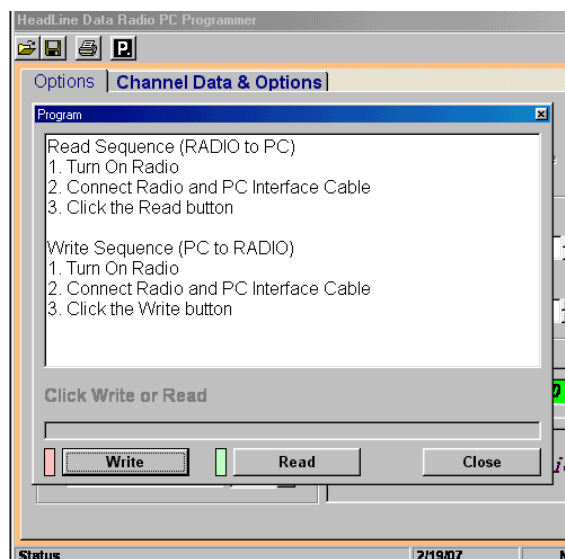 HeadLine Data Radio PC Programmer
P.
Options
Channel Data & Options
Program
Read Sequence (RADIO to PC)
1. Turn On Radio
2. Connect Radio and PC Interface Cable
3. Click the Read button
Write Sequence (PC to RADIO)
1. Turn On Radio
2. Connect Radio and PC Interface Cable
3. Click the Write button
Click Write or Read
Write
Read
Close
Status
2/19/07